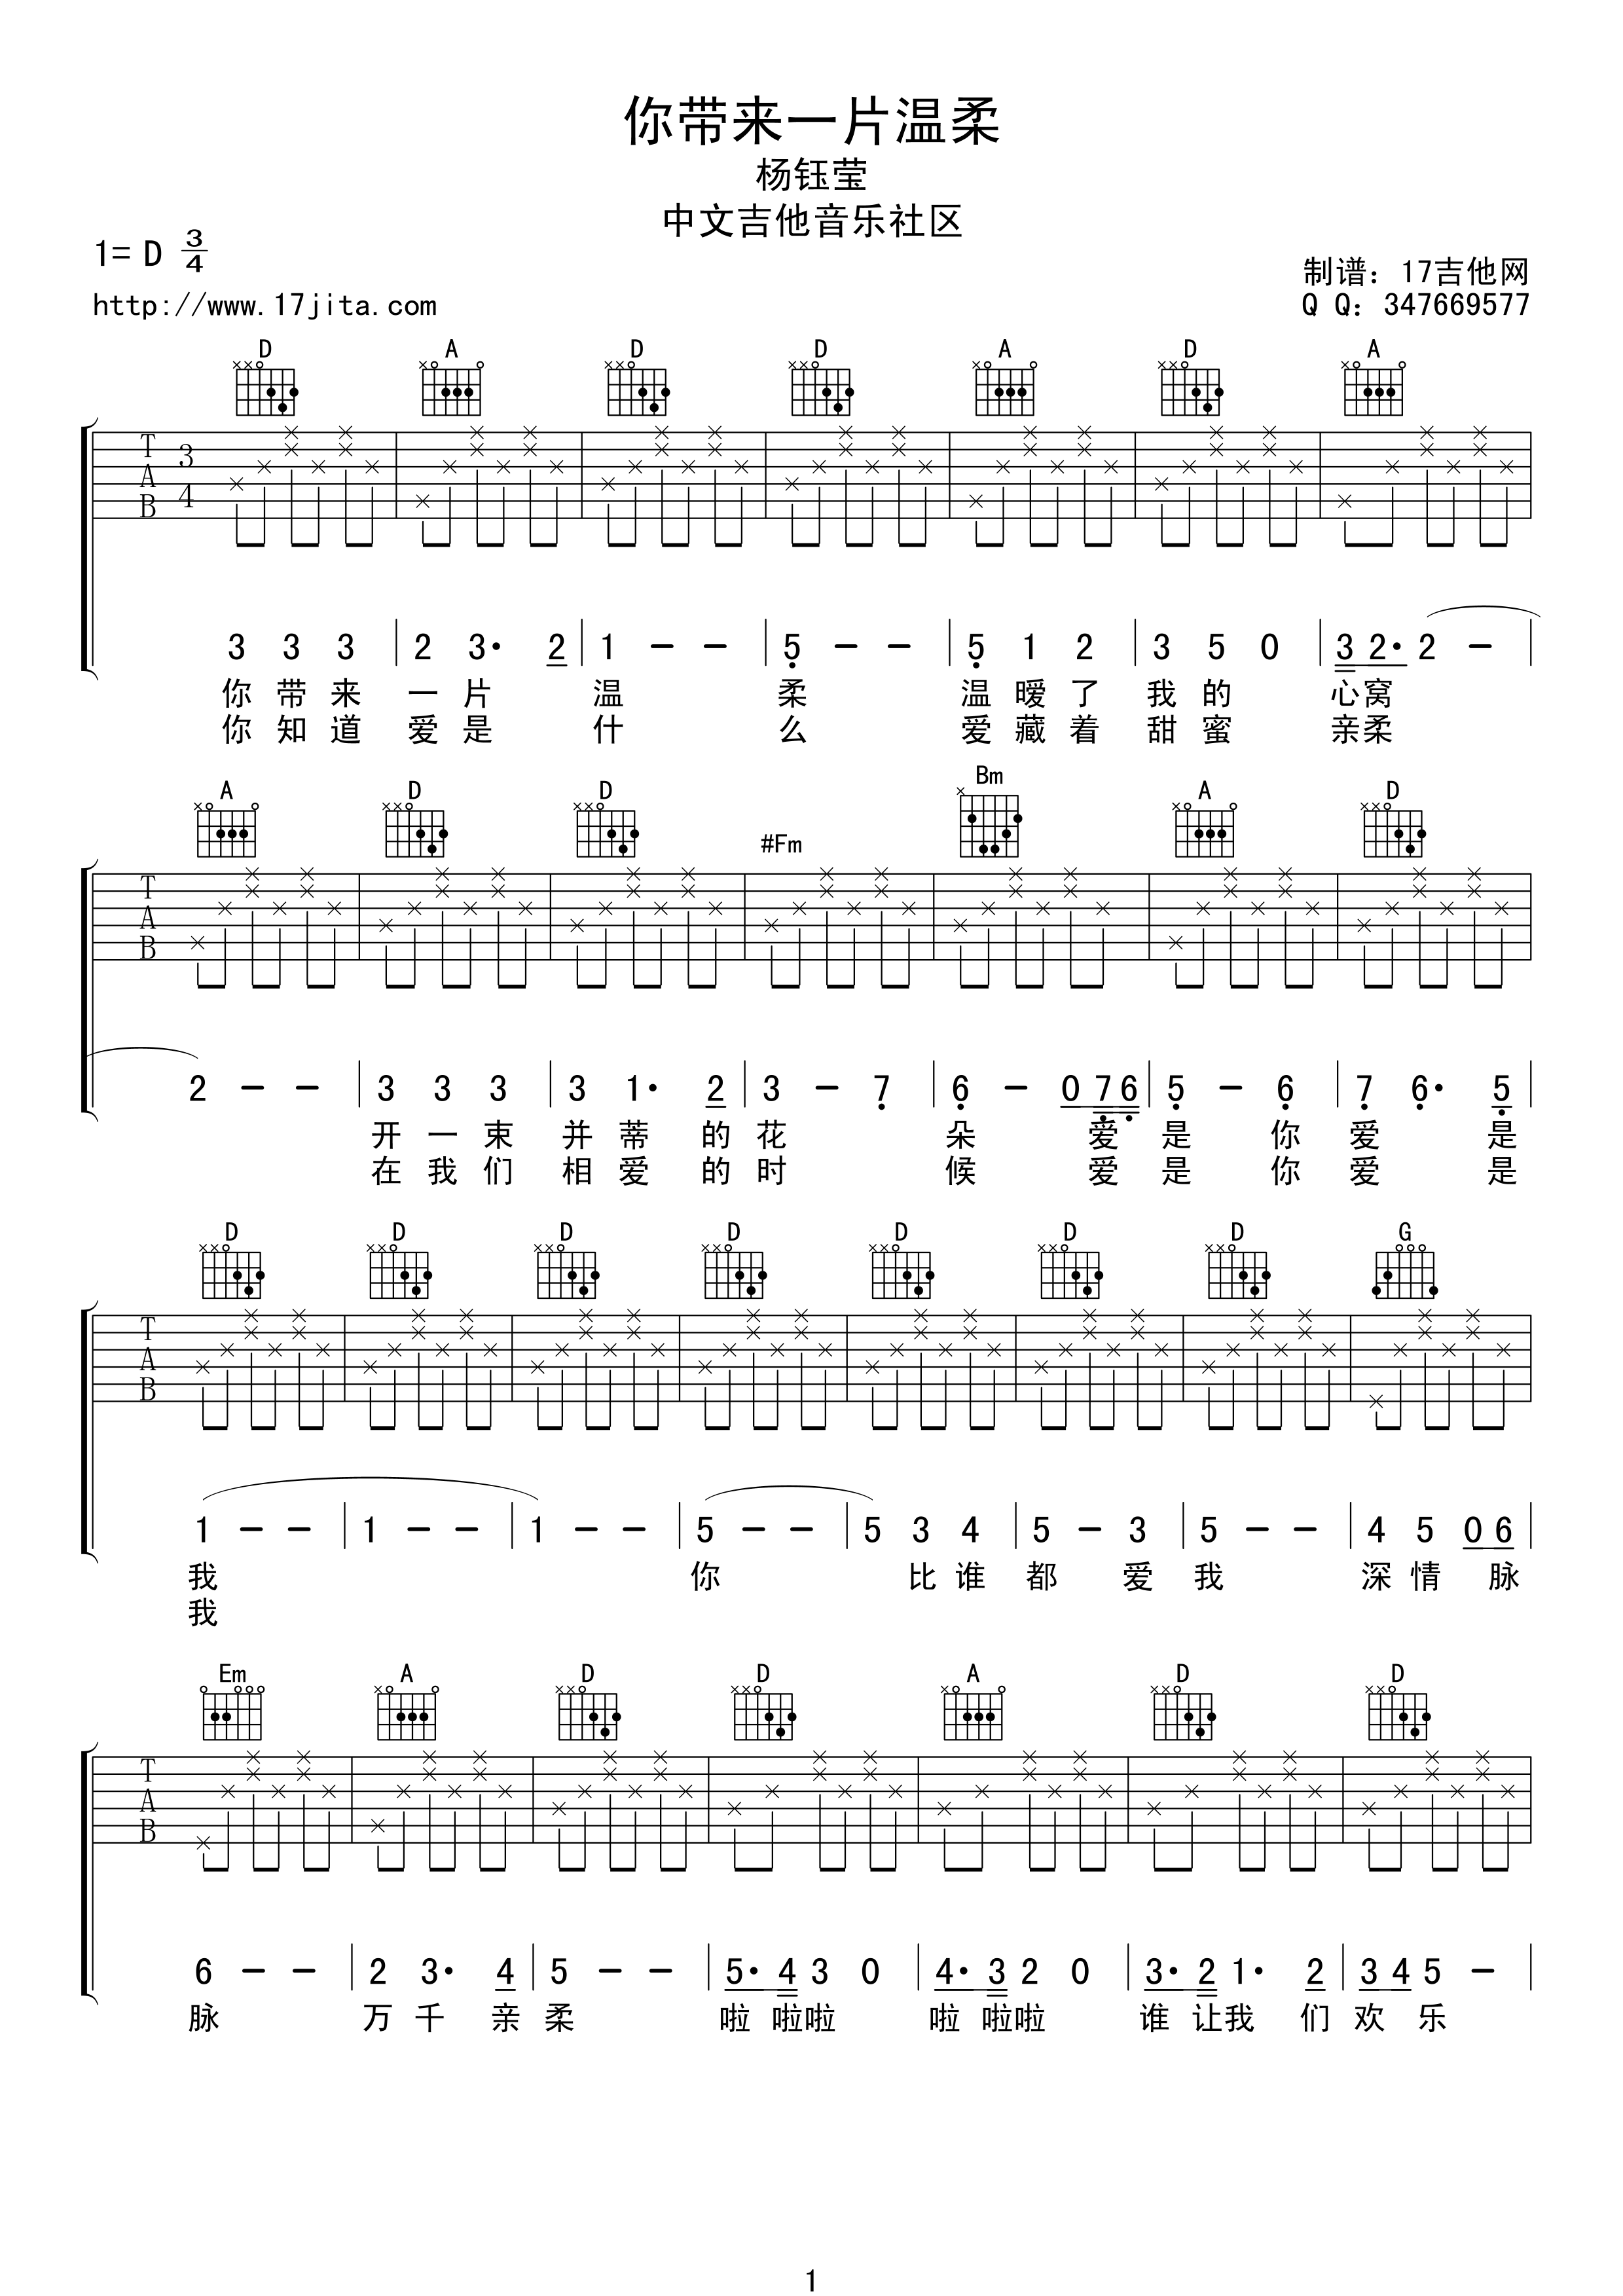 你带来一片温柔
杨钰莹
中文吉他音乐社区
1= D 3/4
制谱：17吉他网
http://www.17jita.com
Q Q：347669577
D A D D A D A
T A B 3 4
3 3 3 | 2 3· 2 | 1 - - | 5 - - | 5 1 2 | 3 5 0 | 3 2· 2 - |
你 带 来 一 片 温 柔 温 暧 了 我 的 心 窝
你 知 道 爱 是 什 么 爱 藏 着 甜 蜜 亲 柔
A D D #Fm Bm A D
T A B
2 - - | 3 3 3 | 3 1· 2 | 3 - 7 | 6 - 0 7 6 | 5 - 6 | 7 6· 5 |
开 一 束 并 蒂 的 花 朵 爱 是 你 爱 是
在 我 们 相 爱 的 时 候 爱 是 你 爱 是
D D D D D D D G
T A B
1 - - | 1 - - | 1 - - | 5 - - | 5 3 4 | 5 - 3 | 5 - - | 4 5 0 6 |
我 你 比 谁 都 爱 我 深 情 脉
我
Em A D D A D D
T A B
6 - - | 2 3· 4 | 5 - - | 5· 4 3 0 | 4· 3 2 0 | 3· 2 1· 2 | 3 4 5 - |
脉 万 千 亲 柔 啦 啦啦 啦 啦啦 谁 让我 们 欢 乐
1